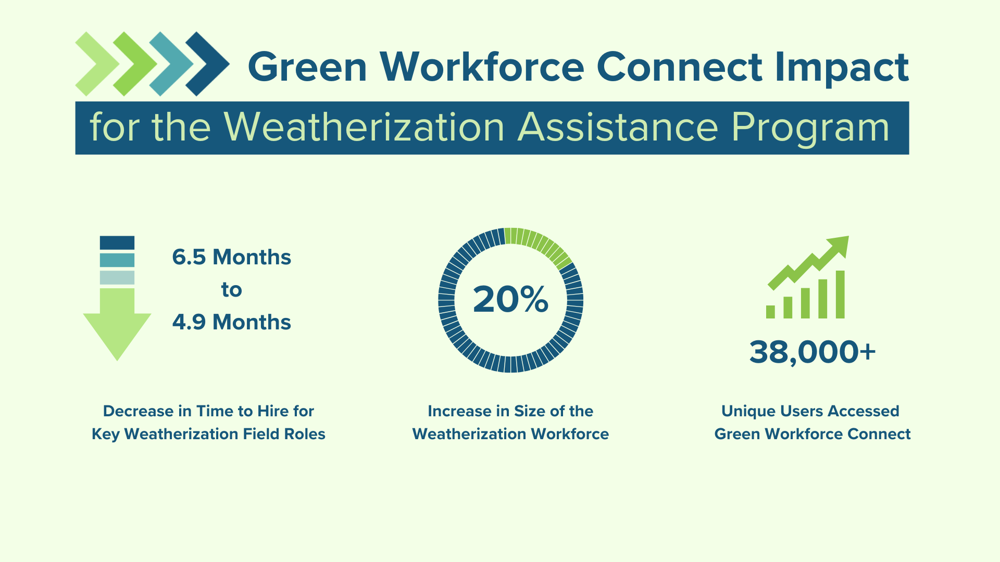 Green Workforce Connect Impact
for the Weatherization Assistance Program
6.5 Months
to
4.9 Months
Decrease in Time to Hire for
Key Weatherization Field Roles
20%
Increase in Size of the
Weatherization Workforce
38,000+
Unique Users Accessed
Green Workforce Connect